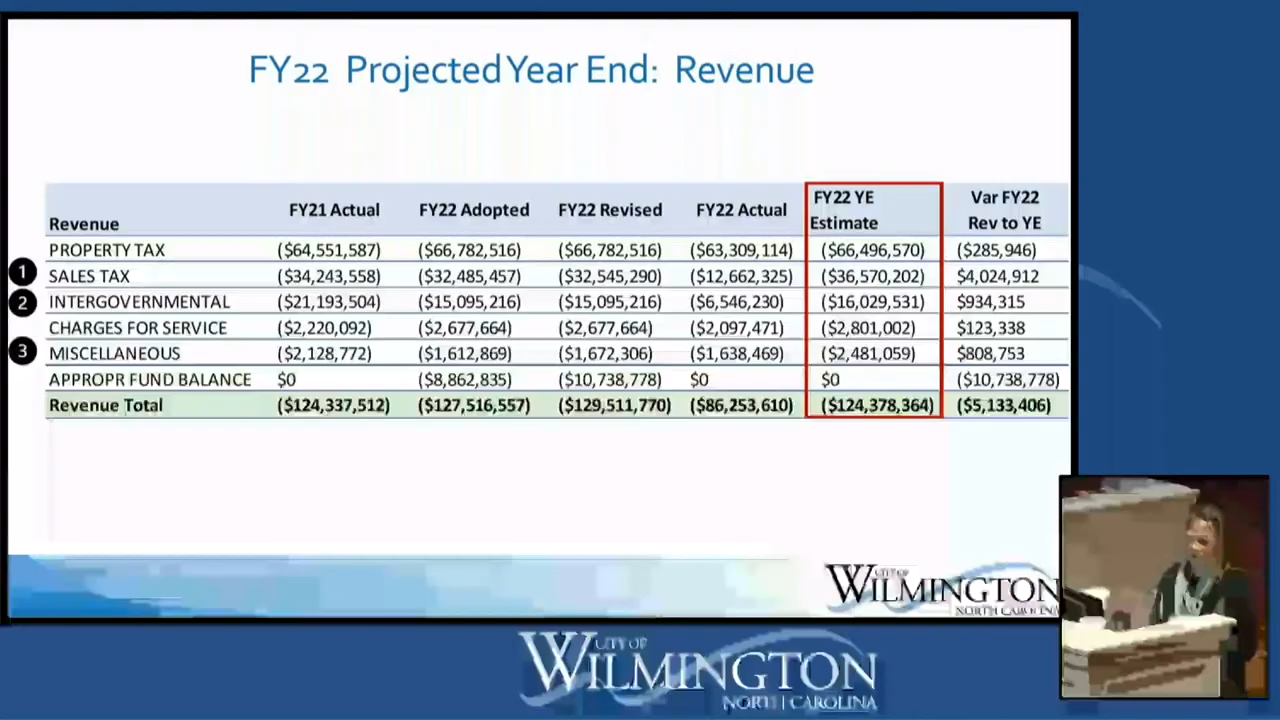 FY22 Projected Year End: Revenue
Revenue FY21 Actual FY22 Adopted FY22 Revised FY22 Actual FY22 YE Estimate Var FY22 Rev to YE
PROPERTY TAX ($64,551,587) ($66,782,516) ($66,782,516) ($63,309,114) ($66,496,570) ($285,946)
1 SALES TAX ($34,243,558) ($32,485,457) ($32,545,290) ($12,662,325) ($36,570,202) $4,024,912
2 INTERGOVERNMENTAL ($21,193,504) ($15,095,216) ($15,095,216) ($6,546,230) ($16,029,531) $934,315
CHARGES FOR SERVICE ($2,220,092) ($2,677,664) ($2,677,664) ($2,097,471) ($2,801,002) $123,338
3 MISCELLANEOUS ($2,128,772) ($1,612,869) ($1,672,306) ($1,638,469) ($2,481,059) $808,753
APPROPR FUND BALANCE $0 ($8,862,835) ($10,738,778) $0 $0 ($10,738,778)
Revenue Total ($124,337,512) ($127,516,557) ($129,511,770) ($86,253,610) ($124,378,364) ($5,133,406)
CITY OF
WILMINGTON
NORTH CAROLINA
CITY OF
WILMINGTON
NORTH CAROLINA